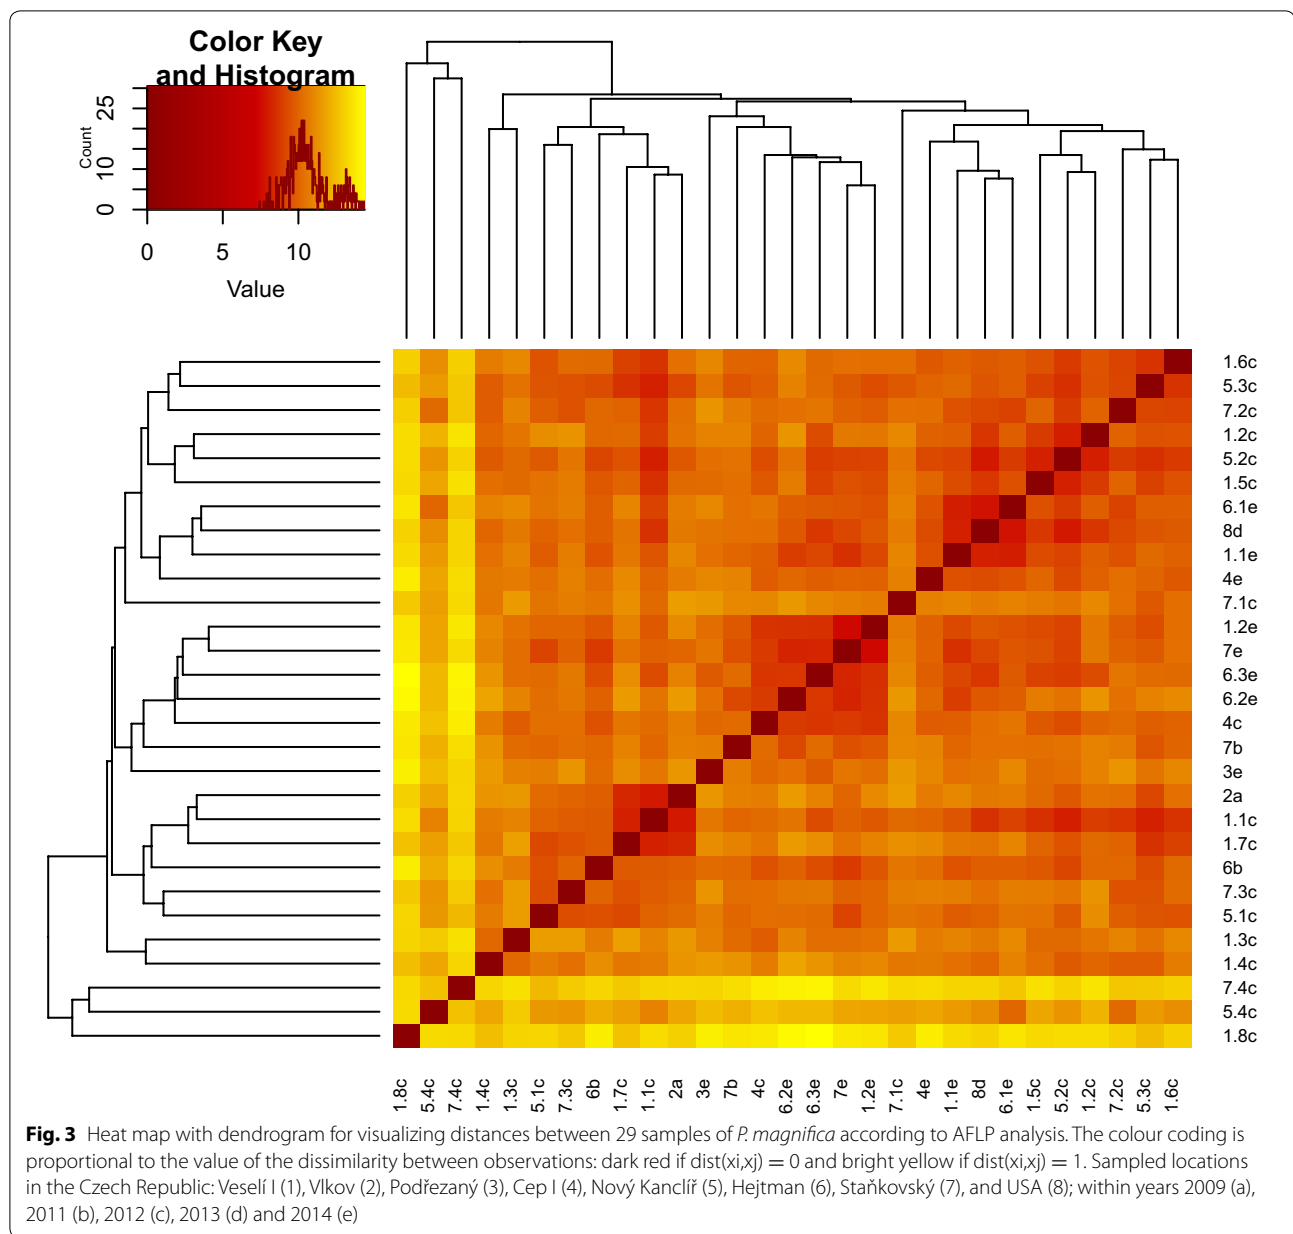 Color Key
and Histogram
Count
0
10
25
0
5
10
Value
1.6c
5.3c
7.2c
1.2c
5.2c
1.5c
6.1e
8d
1.1e
4e
7.1c
1.2e
7e
6.3e
6.2e
4c
7b
3e
2a
1.1c
1.7c
6b
7.3c
5.1c
1.3c
1.4c
7.4c
5.4c
1.8c
1.8c
5.4c
7.4c
1.4c
1.3c
5.1c
7.3c
6b
1.7c
1.1c
2a
3e
7b
4c
6.2e
6.3e
7e
1.2e
7.1c
4e
1.1e
8d
6.1e
1.5c
5.2c
1.2c
7.2c
5.3c
1.6c
Fig. 3 Heat map with dendrogram for visualizing distances between 29 samples of P. magnifica according to AFLP analysis. The colour coding is
proportional to the value of the dissimilarity between observations: dark red if dist(xi,xj) = 0 and bright yellow if dist(xi,xj) = 1. Sampled locations
in the Czech Republic: Veselí I (1), Vlkov (2), Podřezaný (3), Cep I (4), Nový Kanclíř (5), Hejtman (6), Staňkovský (7), and USA (8); within years 2009 (a),
2011 (b), 2012 (c), 2013 (d) and 2014 (e)